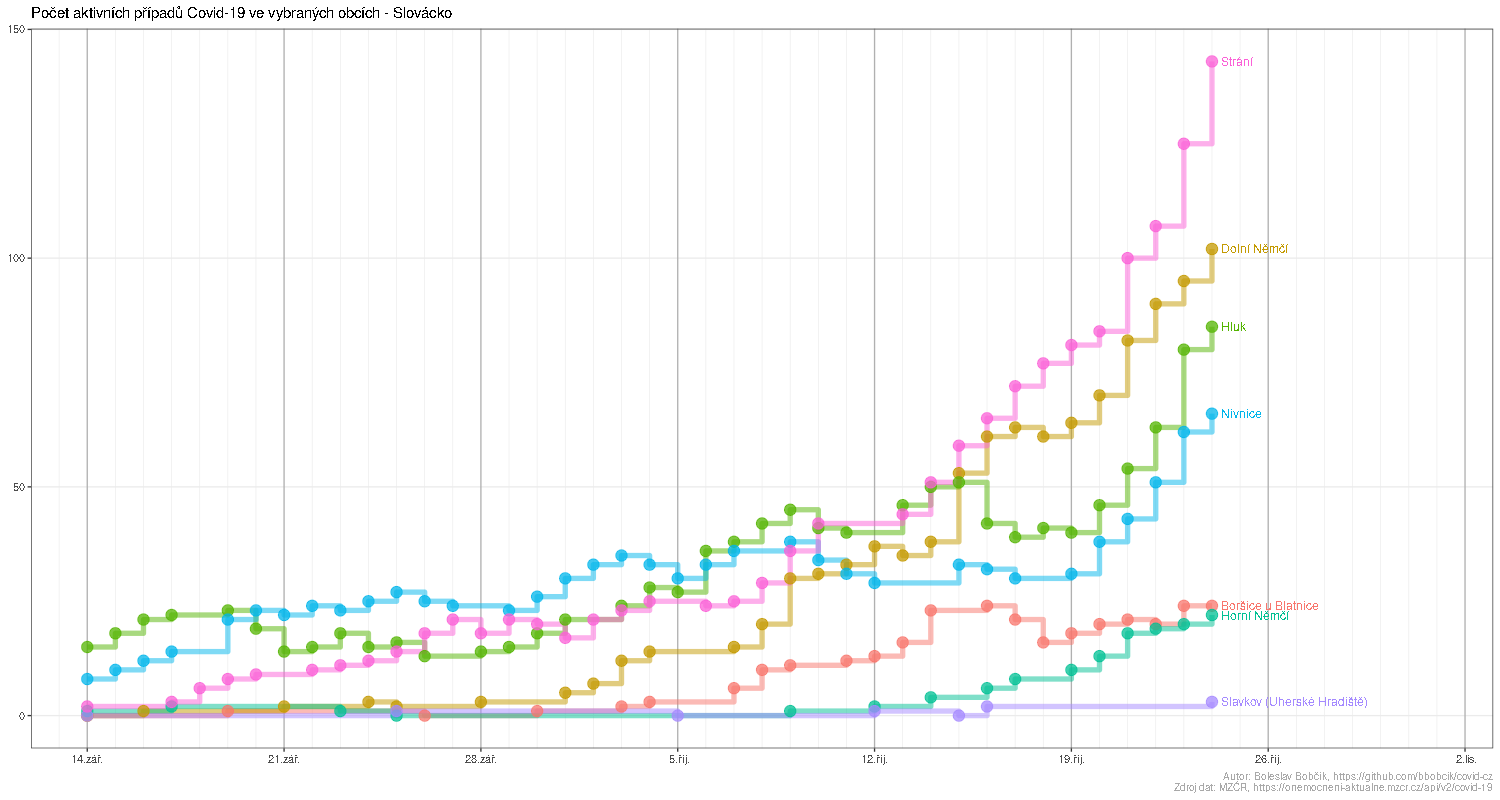 Počet aktivních případů Covid-19 ve vybraných obcích - Slovácko
150
100
50
0
Strání
Dolní Němčí
Hluk
Nivnice
Boršice u Blatnice
Horní Němčí
Slavkov (Uherské Hradiště)
14.zář. 21.zář. 28.zář. 5.říj. 12.říj. 19.říj. 26.říj. 2.lis.
Autor: Boleslav Bobčík, https://github.com/bbobcik/covid-cz
Zdroj dat: MZČR, https://onemocneni-aktualne.mzcr.cz/api/v2/covid-19